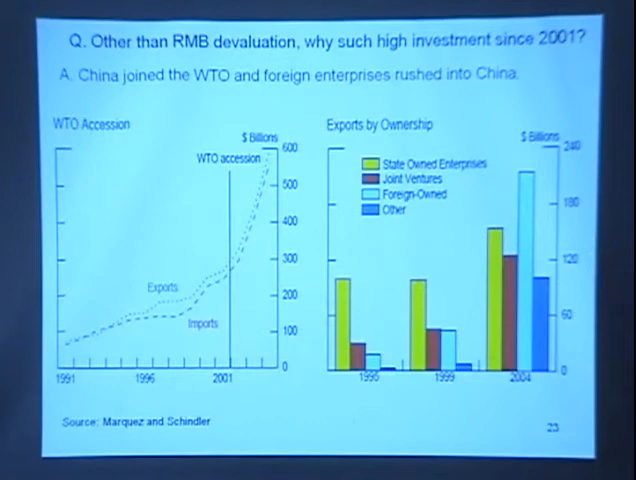 Q. Other than RMB devaluation, why such high investment since 2001?
A. China joined the WTO and foreign enterprises rushed into China.
WTO Accession
$ Billions
WTO accession
600
500
400
300
200
100
0
Exports
Imports
1991
1996
2001
Exports by Ownership
$ Billions
240
180
120
60
0
State Owned Enterprises
Joint Ventures
Foreign-Owned
Other
1995
1999
2004
Source: Marquez and Schindler
23